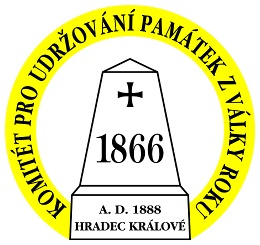 KOMITÉT PRO UDRŽOVÁNÍ PAMÁTEK Z VÁLKY ROKU
1866
A. D. 1888
HRADEC KRÁLOVÉ